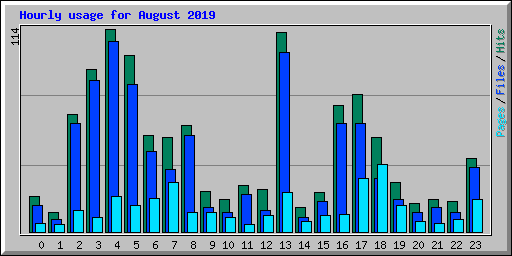 Hourly usage for August 2019
114
Pages / Files / Hits
0 1 2 3 4 5 6 7 8 9 10 11 12 13 14 15 16 17 18 19 20 21 22 23